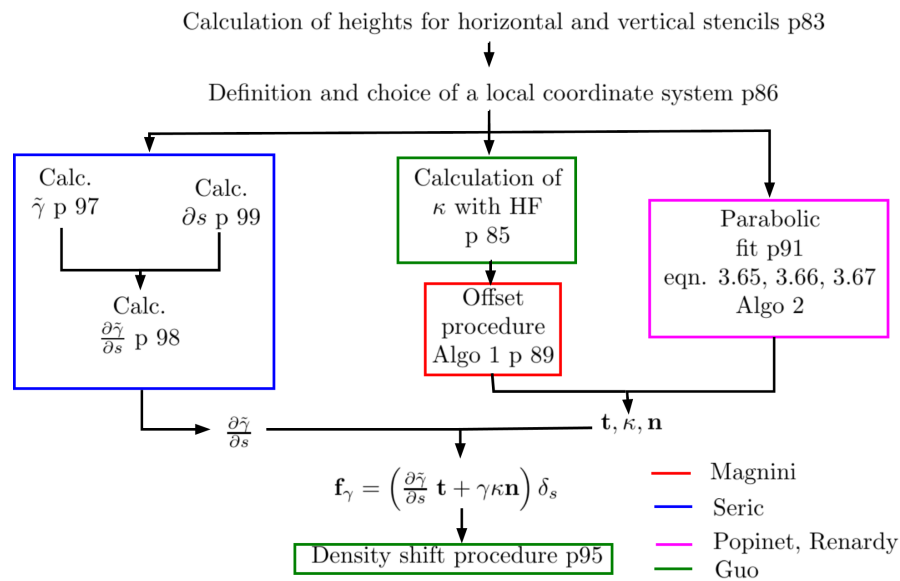 Calculation of heights for horizontal and vertical stencils p83
Definition and choice of a local coordinate system p86
Calc.
γ̃ p 97
Calc.
∂s p 99
Calc.
∂γ̃/∂s p 98
Calculation of
κ with HF
p 85
Offset
procedure
Algo 1 p 89
Parabolic
fit p91
eqn. 3.65, 3.66, 3.67
Algo 2
∂γ̃/∂s
t, κ, n
f_γ = (∂γ̃/∂s t + γκn) δ_s
Density shift procedure p95
Magnini
Seric
Popinet, Renardy
Guo